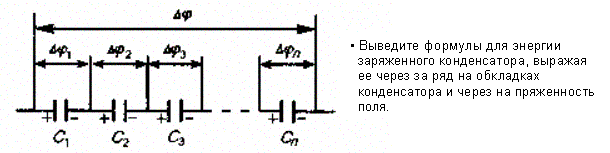 Δφ
Δφ₁ Δφ₂ Δφ₃ Δφₙ
+ − + − + − + −
C₁ C₂ C₃ Cₙ
• Выведите формулы для энергии
заряженного конденсатора, выражая
ее через за ряд на обкладках
конденсатора и через на пряженность
поля.